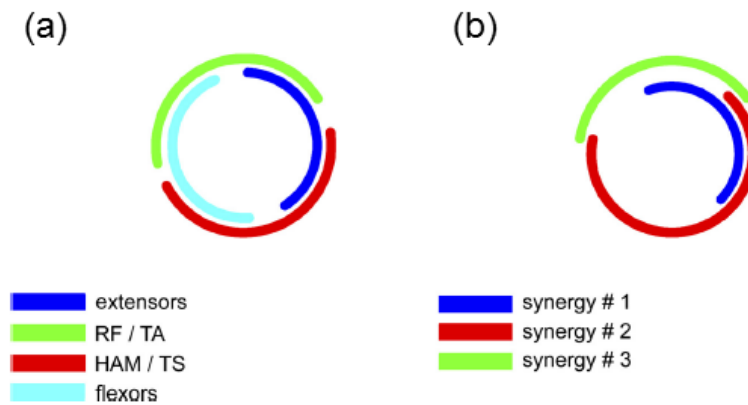 (a)
(b)
extensors
RF / TA
HAM / TS
flexors
synergy # 1
synergy # 2
synergy # 3